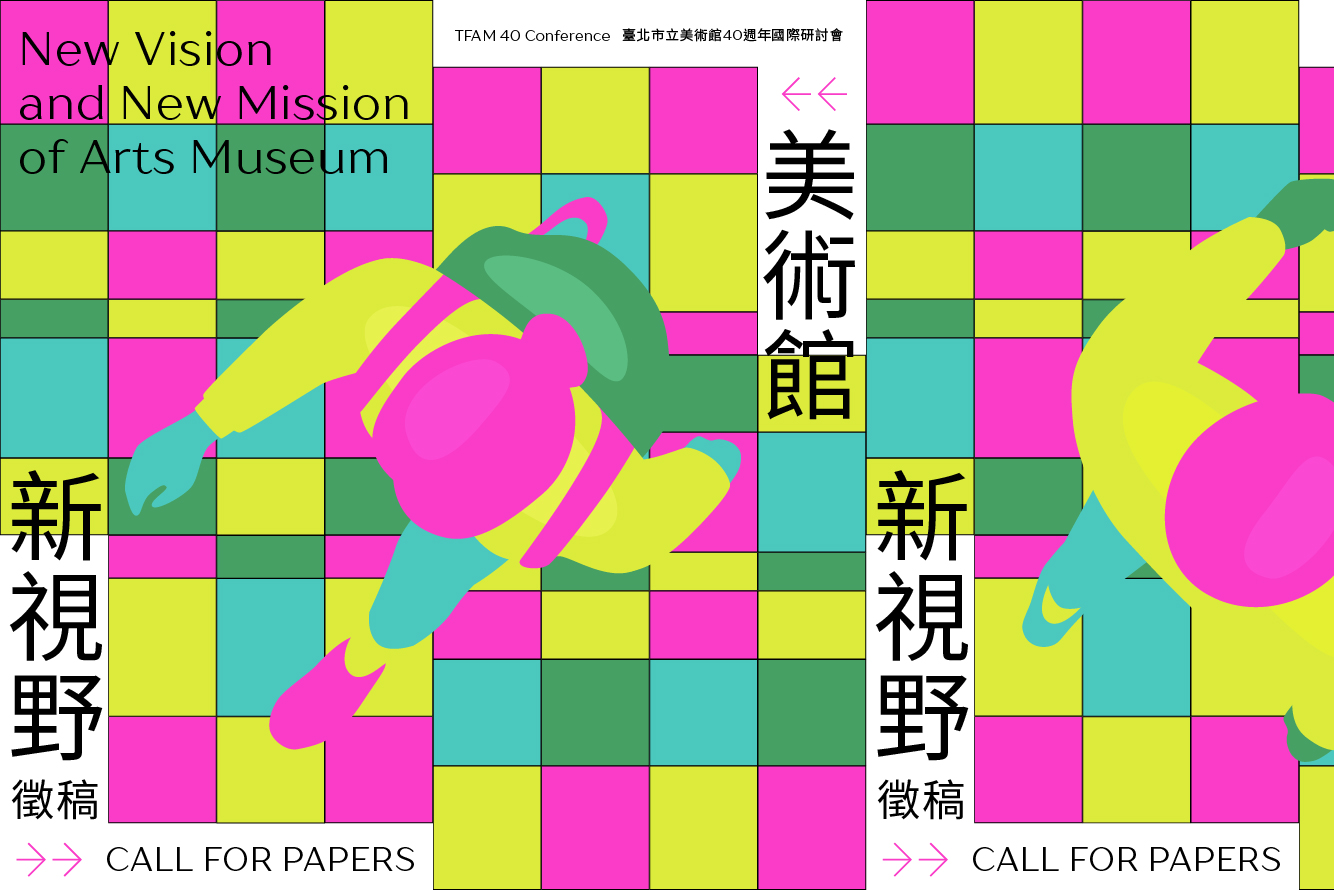 New Vision
and New Mission
of Arts Museum
TFAM 40 Conference 臺北市立美術館40週年國際研討會
美術館
新視野
徵稿
CALL FOR PAPERS
新視野
徵稿
CALL FOR PAPERS